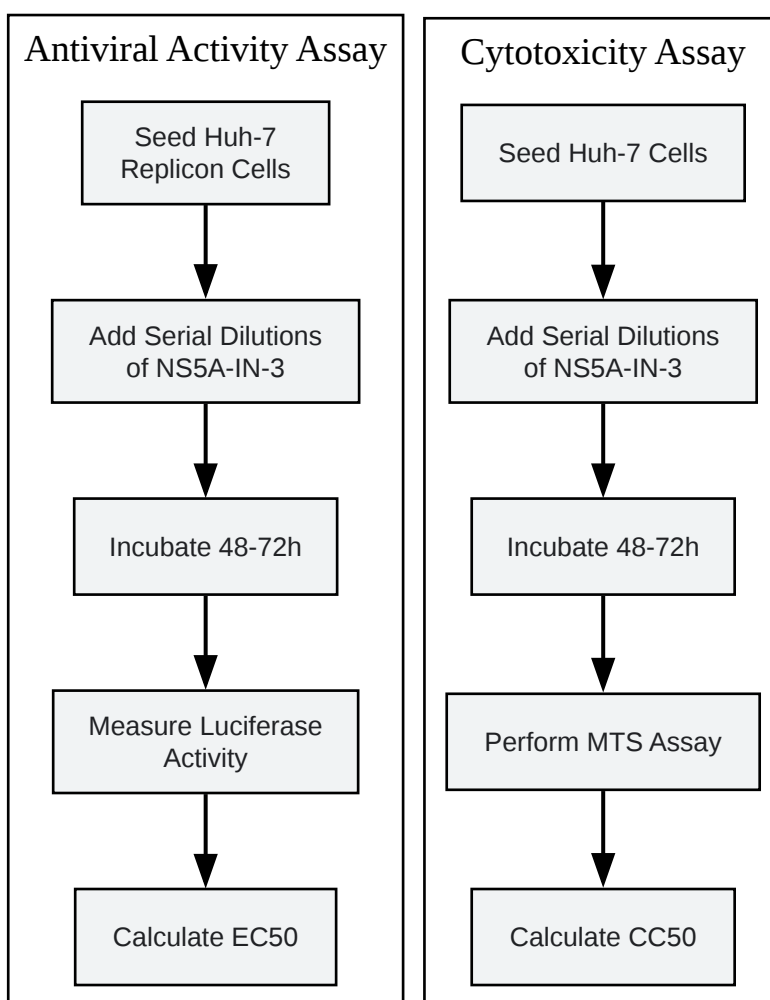 Antiviral Activity Assay
Seed Huh-7
Replicon Cells
Add Serial Dilutions
of NS5A-IN-3
Incubate 48-72h
Measure Luciferase
Activity
Calculate EC50
Cytotoxicity Assay
Seed Huh-7 Cells
Add Serial Dilutions
of NS5A-IN-3
Incubate 48-72h
Perform MTS Assay
Calculate CC50